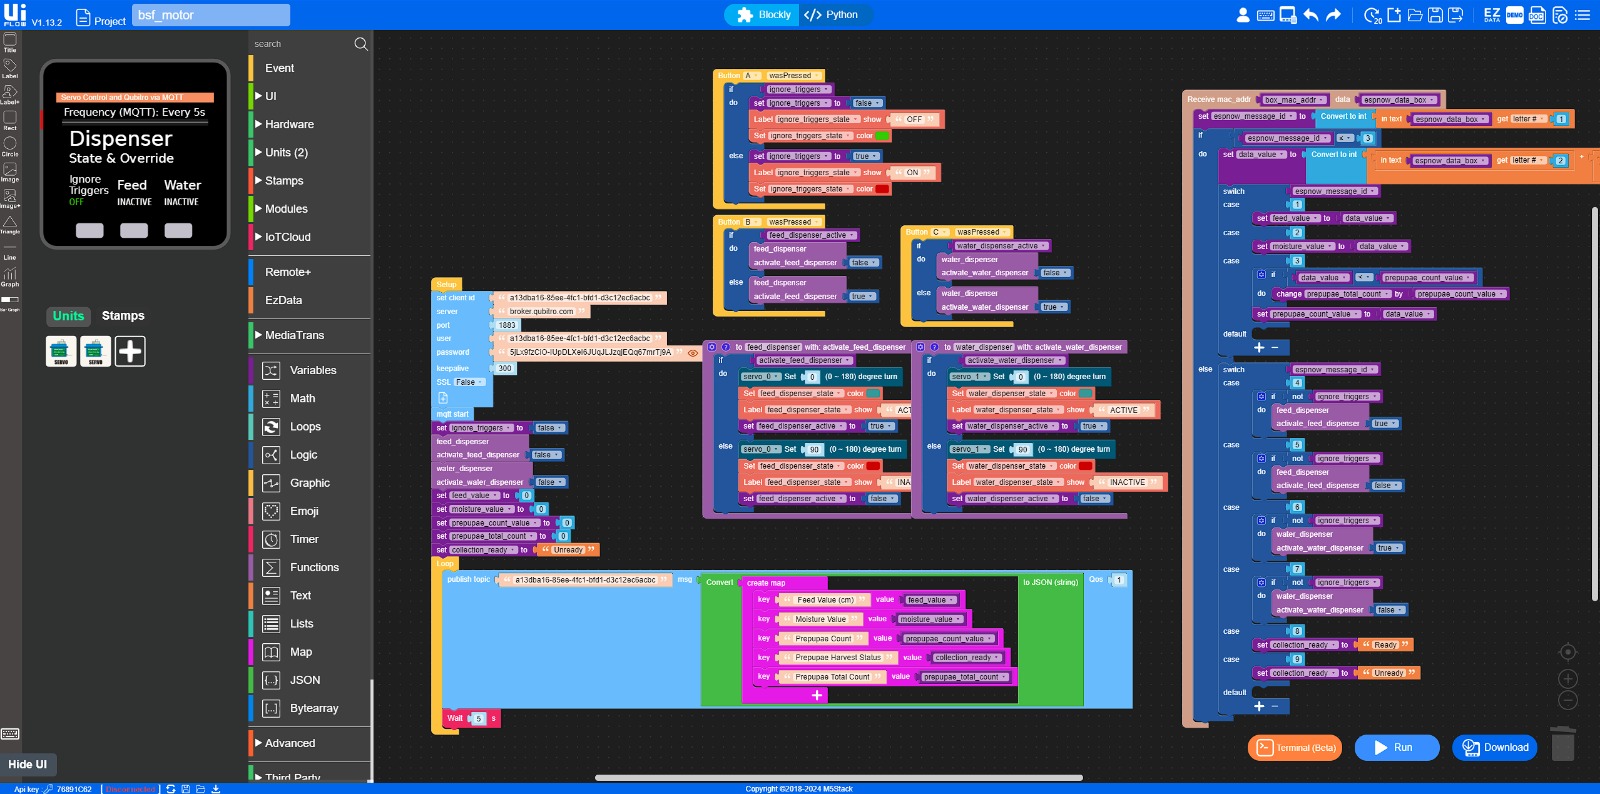 Ui
FLOW
V1.13.2
Project
bsf_motor
Blockly
</> Python
EZ
DATA
DEMO
DOC
Title
Label
Label+
Rect
Circle
Image
Image+
Triangle
Line
Graph
Servo Control and Qubitro via MQTT
Frequency (MQTT): Every 5s
Dispenser
State & Override
Ignore
Triggers
Feed
Water
OFF
INACTIVE
INACTIVE
Units
Stamps
SERVO
SERVO
Hide UI
search
Event
UI
Hardware
Units (2)
Stamps
Modules
IoTCloud
Remote+
EzData
MediaTrans
Variables
Math
Loops
Logic
Graphic
Emoji
Timer
Functions
Text
Lists
Map
JSON
Bytearray
Advanced
Third Party
Setup
set client id “ a13dba16-85ee-4fc1-bfd1-d3c12ec6acbc ”
server “ broker.qubitro.com ”
port 1883
user “ a13dba16-85ee-4fc1-bfd1-d3c12ec6acbc ”
password
keepalive 300
SSL False
mqtt start
set ignore_triggers to false
feed_dispenser
activate_feed_dispenser false
water_dispenser
activate_water_dispenser false
set feed_value to 0
set moisture_value to 0
set prepupae_count_value to 0
set prepupae_total_count to 0
set collection_ready to “ Unready ”
Loop
publish topic “ a13dba16-85ee-4fc1-bfd1-d3c12ec6acbc ” msg Convert create map to JSON (string) Qos 1
key “ Feed Value (cm) ” value feed_value
key “ Moisture Value ” value moisture_value
key “ Prepupae Count ” value prepupae_count_value
key “ Prepupae Harvest Status ” value collection_ready
key “ Prepupae Total Count ” value prepupae_total_count
Wait 5 s
Button A wasPressed
if ignore_triggers
do set ignore_triggers to false
Label ignore_triggers_state show “ OFF ”
Set ignore_triggers_state color
else set ignore_triggers to true
Label ignore_triggers_state show “ ON ”
Set ignore_triggers_state color
Button B wasPressed
if feed_dispenser_active
do feed_dispenser
activate_feed_dispenser false
else feed_dispenser
activate_feed_dispenser true
Button C wasPressed
if water_dispenser_active
do water_dispenser
activate_water_dispenser false
else water_dispenser
activate_water_dispenser true
to feed_dispenser with: activate_feed_dispenser
if activate_feed_dispenser
do servo_0 Set 0 (0 ~ 180) degree turn
Set feed_dispenser_state color
Label feed_dispenser_state show “ ACT
set feed_dispenser_active to true
else servo_0 Set 90 (0 ~ 180) degree turn
Set feed_dispenser_state color
Label feed_dispenser_state show “ INA
set feed_dispenser_active to false
to water_dispenser with: activate_water_dispenser
if activate_water_dispenser
do servo_1 Set 0 (0 ~ 180) degree turn
Set water_dispenser_state color
Label water_dispenser_state show “ ACTIVE ”
set water_dispenser_active to true
else servo_1 Set 90 (0 ~ 180) degree turn
Set water_dispenser_state color
Label water_dispenser_state show “ INACTIVE ”
set water_dispenser_active to false
Receive mac_addr box_mac_addr data espnow_data_box
set espnow_message_id to Convert to int in text espnow_data_box get letter # 1
if espnow_message_id ≤ 3
do set data_value to Convert to int in text espnow_data_box get letter # 2 +
switch espnow_message_id
case 1
set feed_value to data_value
case 2
set moisture_value to data_value
case 3
if data_value < prepupae_count_value
do change prepupae_total_count by prepupae_count_value
set prepupae_count_value to data_value
default
+ −
else switch espnow_message_id
case 4
if not ignore_triggers
do feed_dispenser
activate_feed_dispenser true
case 5
if not ignore_triggers
do feed_dispenser
activate_feed_dispenser false
case 6
if not ignore_triggers
do water_dispenser
activate_water_dispenser true
case 7
if not ignore_triggers
do water_dispenser
activate_water_dispenser false
case 8
set collection_ready to “ Ready ”
case 9
set collection_ready to “ Unready ”
default
+ −
Terminal (Beta)
Run
Download
Api key : 76891C62 [ Disconnected ]
Copyright ©2018-2024 M5Stack